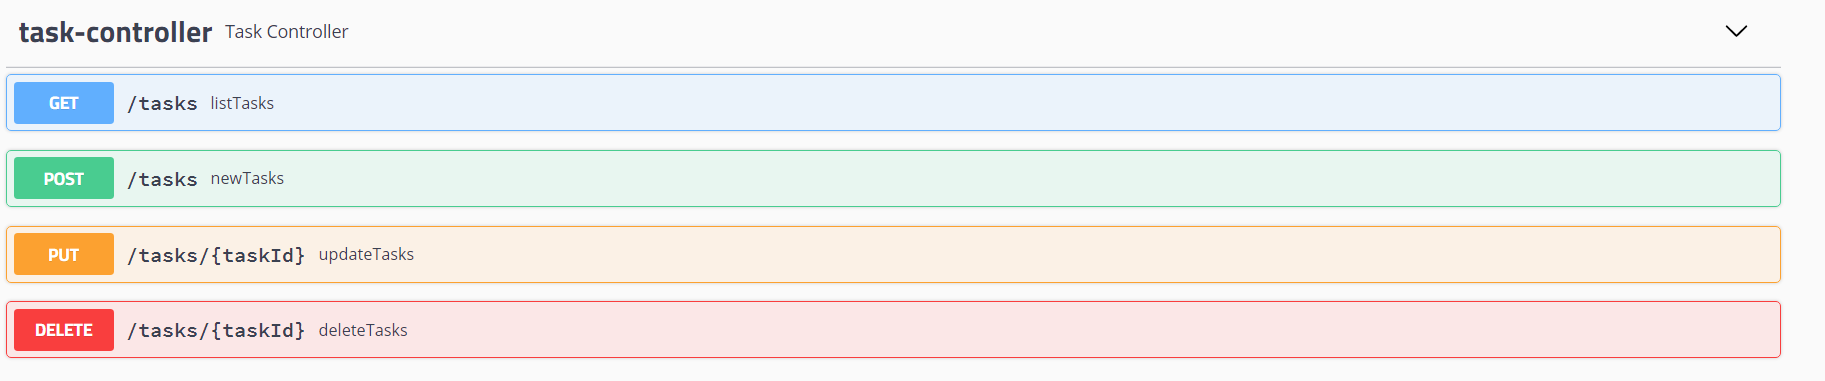 task-controller Task Controller
GET /tasks listTasks
POST /tasks newTasks
PUT /tasks/{taskId} updateTasks
DELETE /tasks/{taskId} deleteTasks